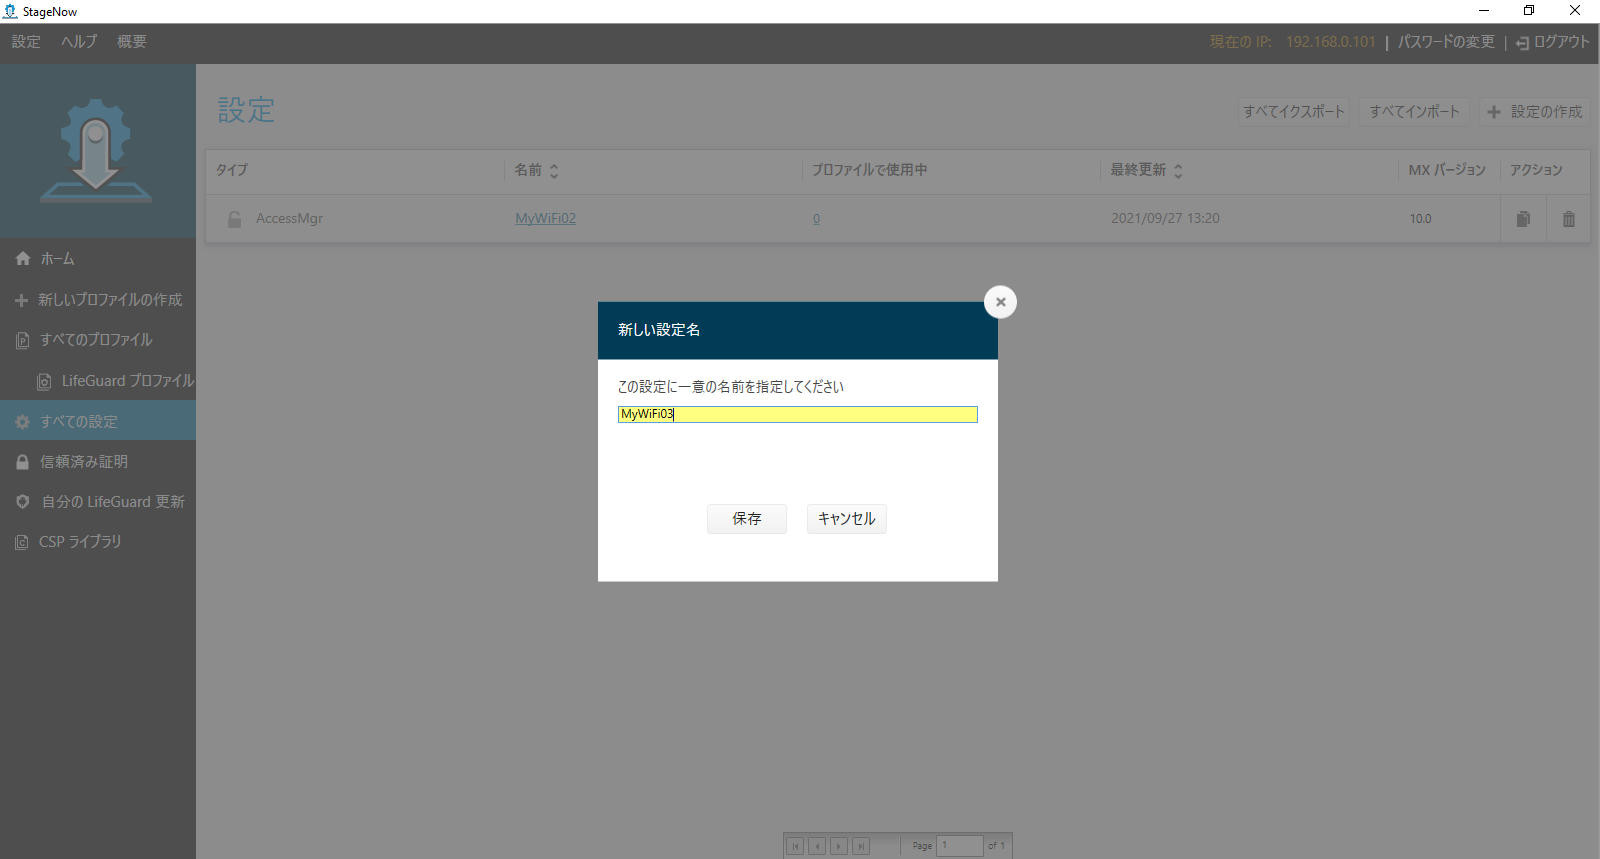 StageNow
設定 ヘルプ 概要 現在の IP: 192.168.0.101 | パスワードの変更 | ログアウト
設定
すべてイクスポート すべてインポート 設定の作成
タイプ 名前 プロファイルで使用中 最終更新 MX バージョン アクション
AccessMgr MyWiFi02 0 2021/09/27 13:20 10.0
ホーム
新しいプロファイルの作成
すべてのプロファイル
LifeGuard プロファイル
すべての設定
信頼済み証明
自分の LifeGuard 更新
CSP ライブラリ
新しい設定名
この設定に一意の名前を指定してください
MyWiFi03
保存 キャンセル
Page 1 of 1